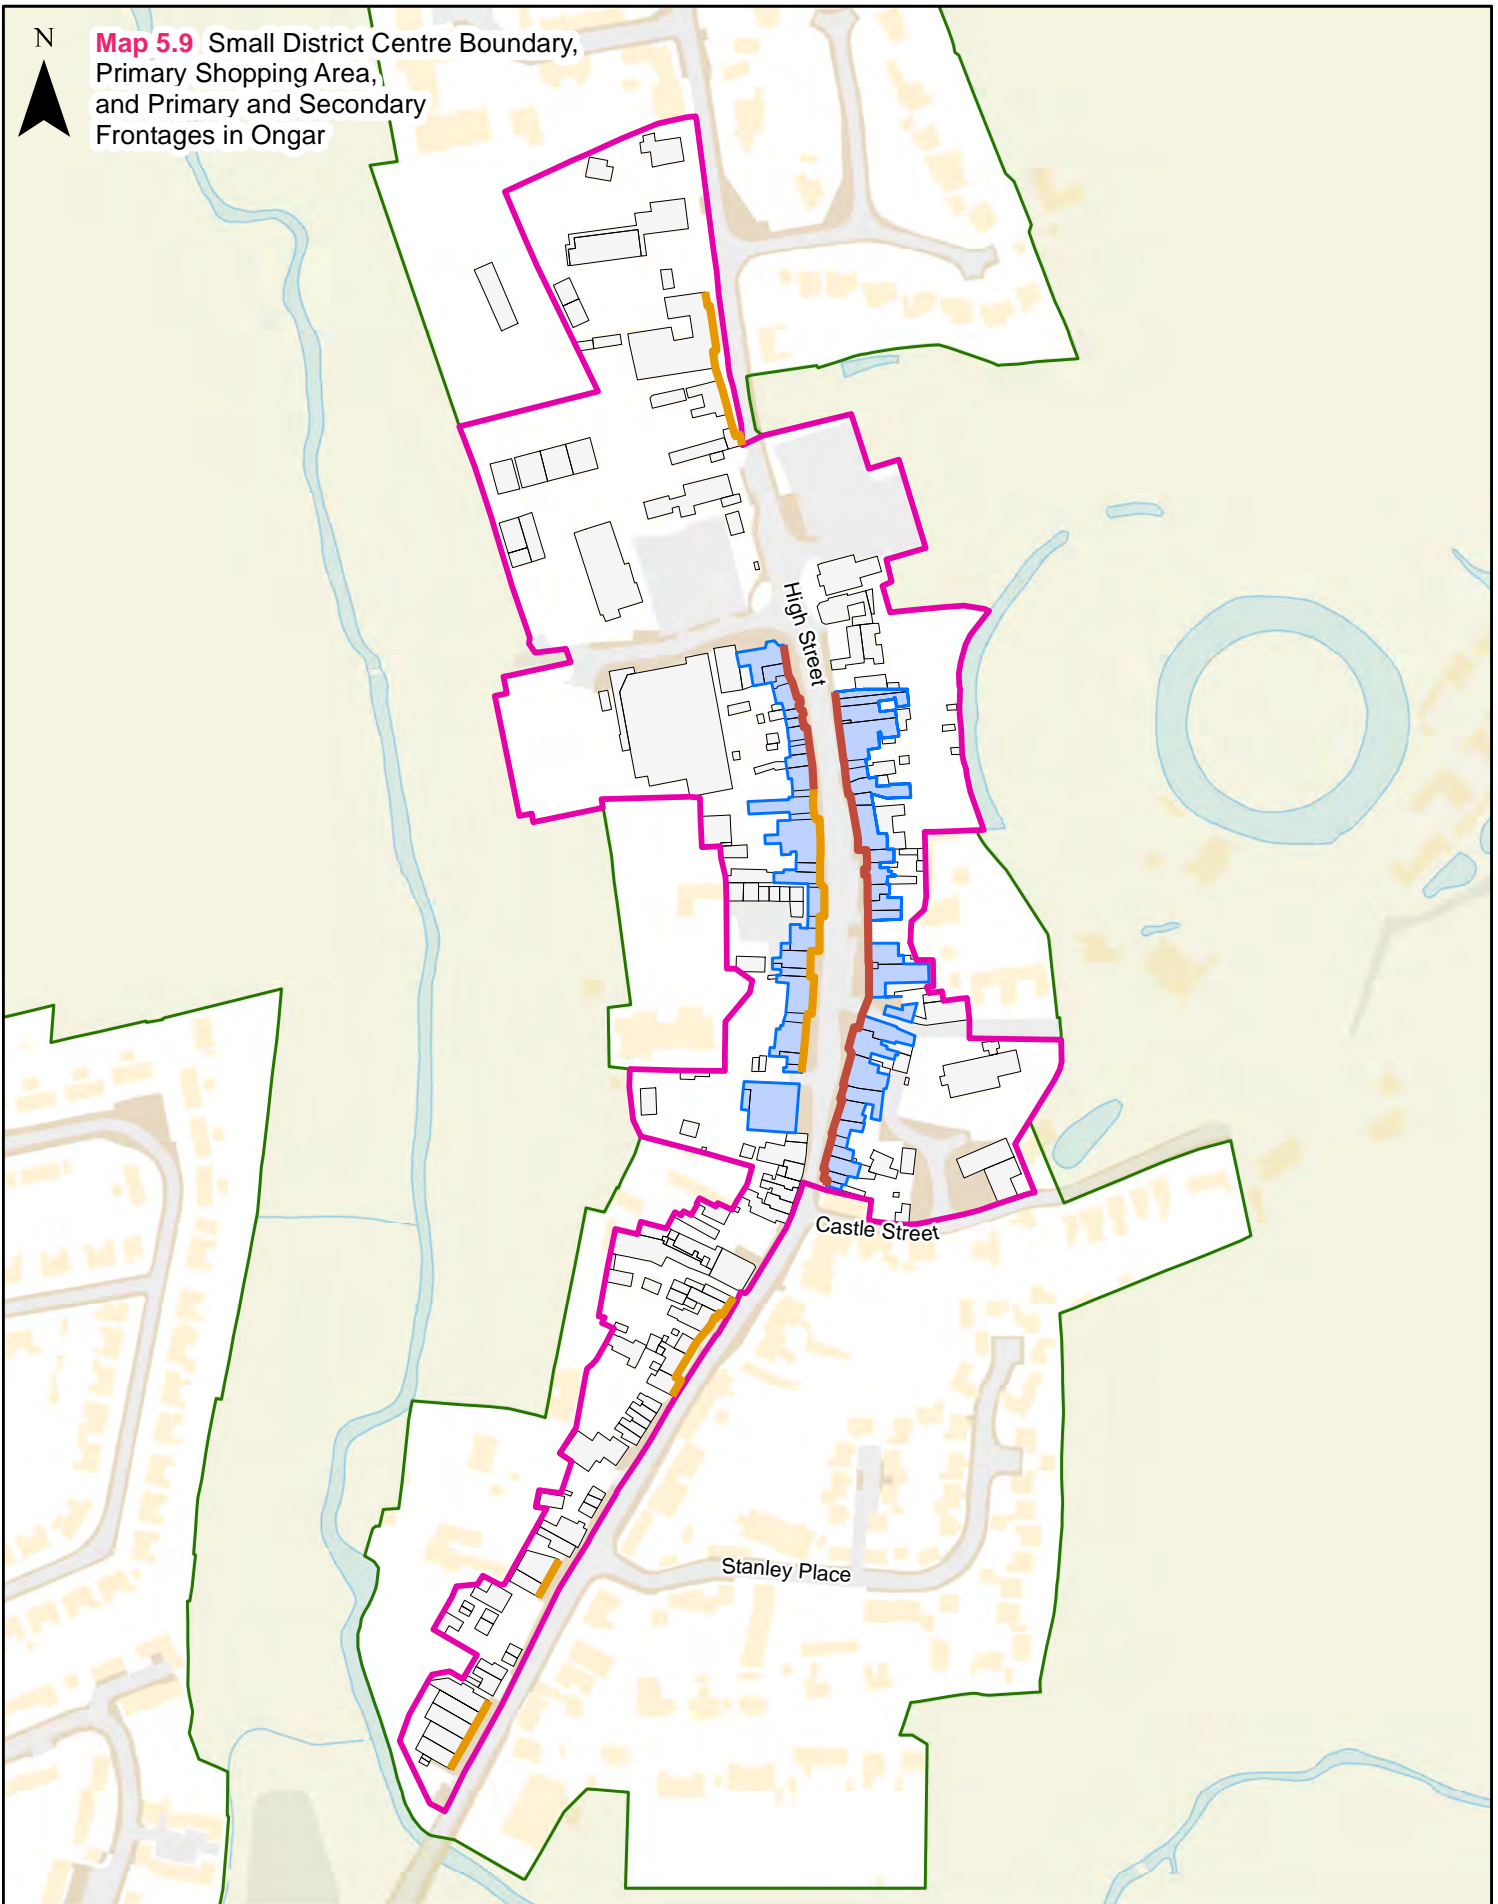 N
Map 5.9 Small District Centre Boundary,
Primary Shopping Area,
and Primary and Secondary
Frontages in Ongar
High Street
Castle Street
Stanley Place